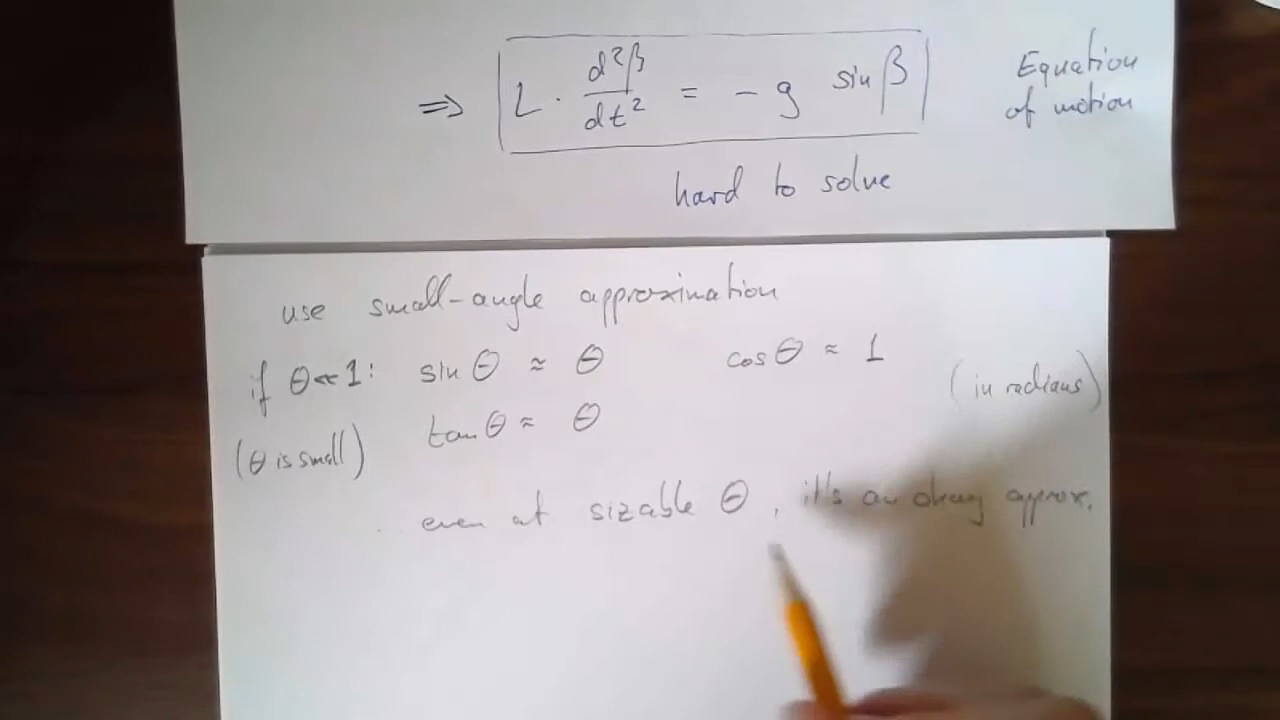 ⇒ L · d²β/dt² = - g sin β Equation
of motion
hard to solve
use small-angle approximation
if θ≪1: sin θ ≈ θ cos θ ≈ 1 (in radians)
(θ is small) tan θ ≈ θ
even at sizable θ, it's an okay approx.